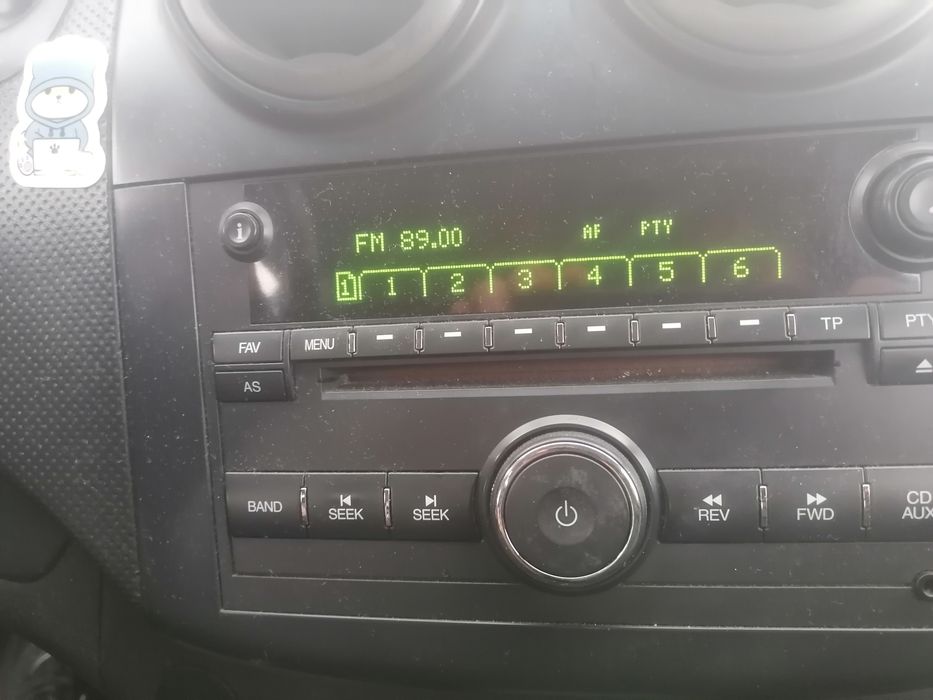 i
FM 89.00 AF PTY
1 1 2 3 4 5 6
FAV MENU TP PTY
AS
BAND SEEK SEEK REV FWD CD
AUX